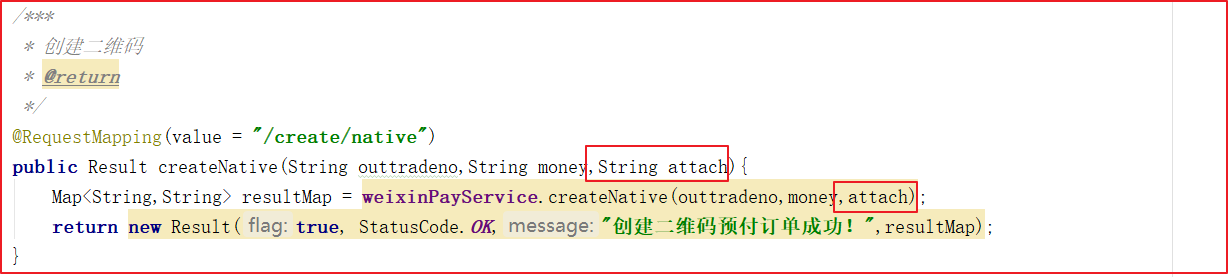 /***
 * 创建二维码
 * @return
 */
@RequestMapping(value = "/create/native")
public Result createNative(String outtradeno,String money,String attach){
    Map<String,String> resultMap = weixinPayService.createNative(outtradeno,money,attach);
    return new Result( flag: true, StatusCode.OK, message: "创建二维码预付订单成功！",resultMap);
}